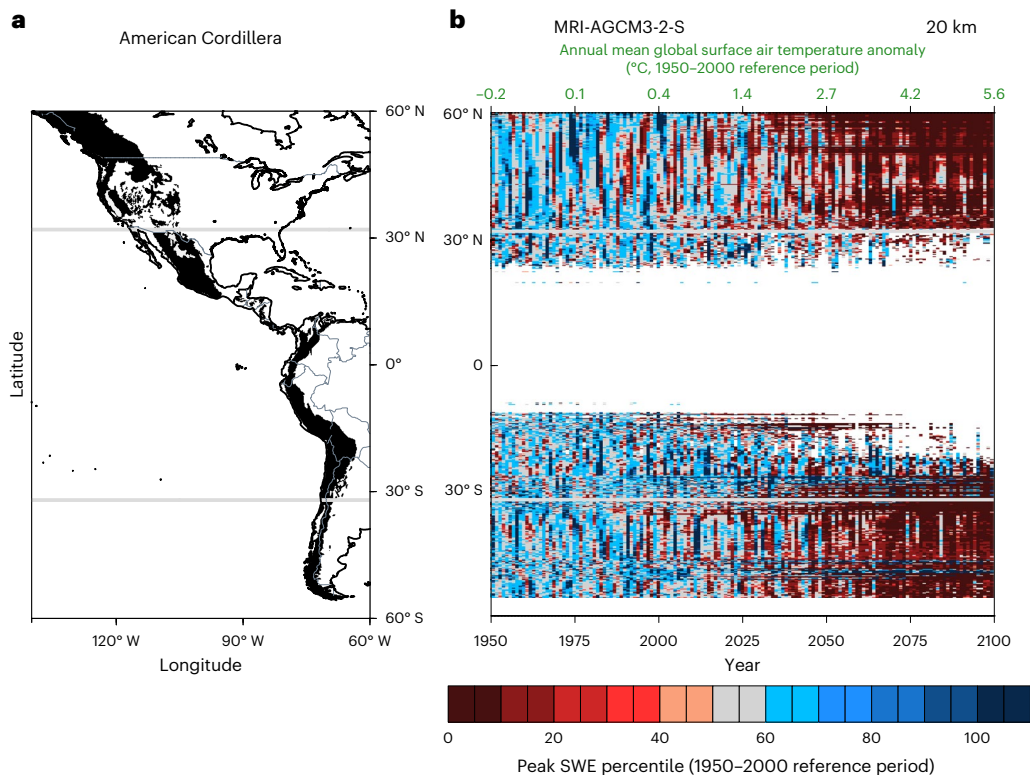 a
American Cordillera
60° N
30° N
0°
30° S
60° S
Latitude
120° W
90° W
60° W
Longitude
b
MRI-AGCM3-2-S
20 km
Annual mean global surface air temperature anomaly
(°C, 1950–2000 reference period)
−0.2
0.1
0.4
1.4
2.7
4.2
5.6
60° N
30° N
0
30° S
1950
1975
2000
2025
2050
2075
2100
Year
0
20
40
60
80
100
Peak SWE percentile (1950–2000 reference period)